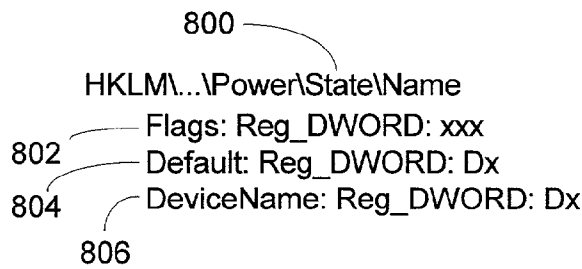 800
HKLM\...\Power\State\Name
802 Flags: Reg_DWORD: xxx
804 Default: Reg_DWORD: Dx
806 DeviceName: Reg_DWORD: Dx